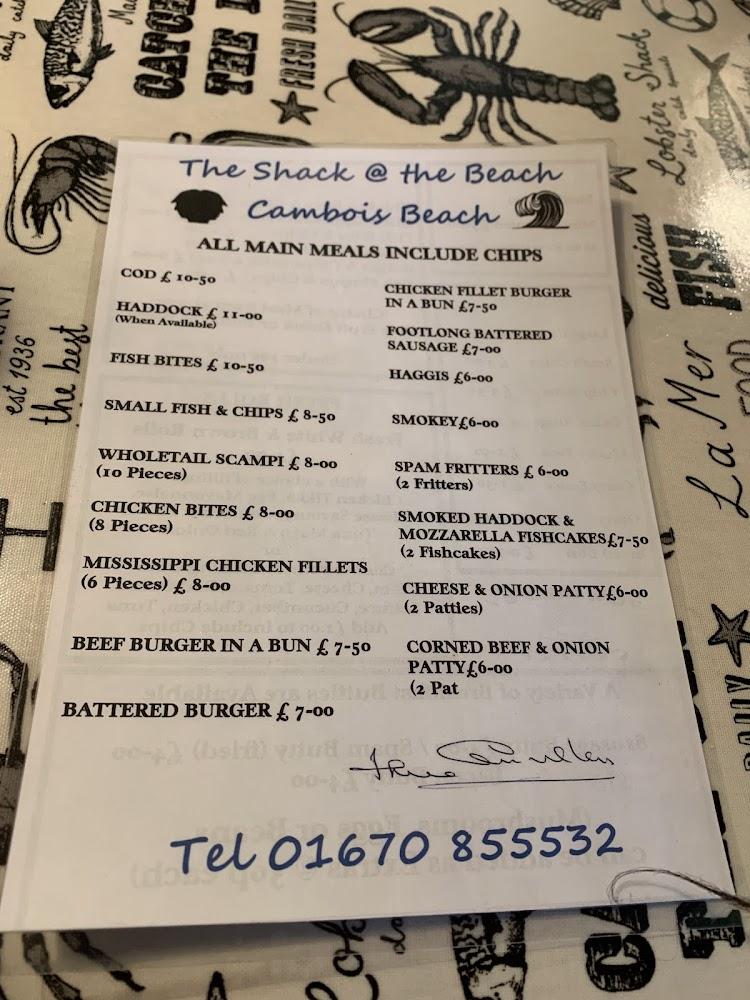 The Shack @ the Beach
Cambois Beach
ALL MAIN MEALS INCLUDE CHIPS
COD £ 10-50
HADDOCK £ 11-00
(When Available)
FISH BITES £ 10-50
SMALL FISH & CHIPS £ 8-50
WHOLETAIL SCAMPI £ 8-00
(10 Pieces)
CHICKEN BITES £ 8-00
(8 Pieces)
MISSISSIPPI CHICKEN FILLETS
(6 Pieces) £ 8-00
BEEF BURGER IN A BUN £ 7-50
BATTERED BURGER £ 7-00
CHICKEN FILLET BURGER
IN A BUN £7-50
FOOTLONG BATTERED
SAUSAGE £7-00
HAGGIS £6-00
SMOKEY£6-00
SPAM FRITTERS £ 6-00
(2 Fritters)
SMOKED HADDOCK &
MOZZARELLA FISHCAKES£7-50
(2 Fishcakes)
CHEESE & ONION PATTY£6-00
(2 Patties)
CORNED BEEF & ONION
PATTY£6-00
(2 Pat
Tel 01670 855532
daily
CATCH
THE
FRESH DAILY
Lobster Shack
delicious
FISH
La Mer
FOOD
est 1936
the best